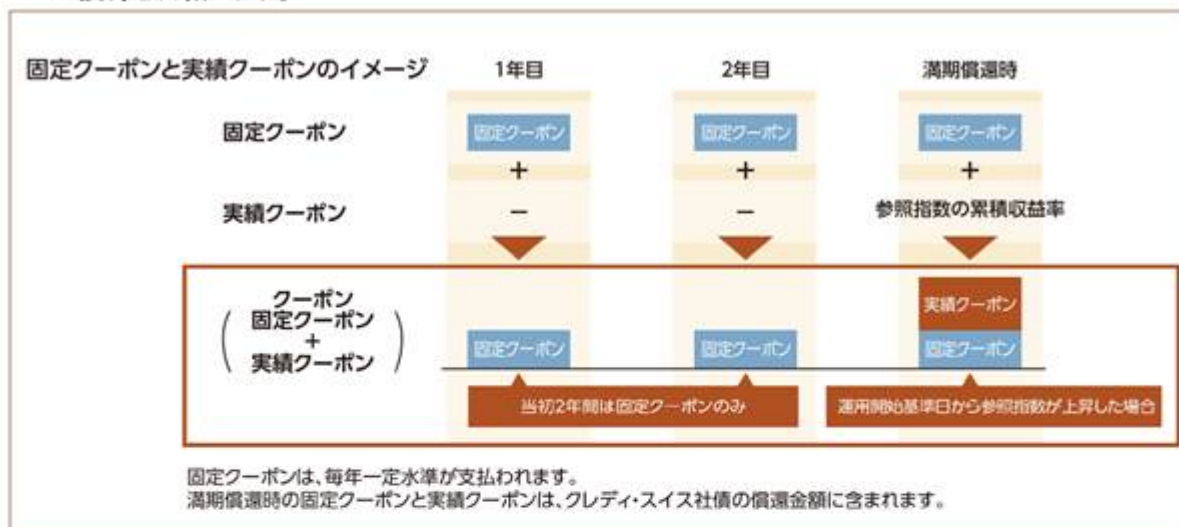 固定クーポンと実績クーポンのイメージ 1年目 2年目 満期償還時
固定クーポン 固定クーポン 固定クーポン 固定クーポン
+ + +
実績クーポン − − 参照指数の累積収益率
実績クーポン
クーポン
固定クーポン
+
実績クーポン
固定クーポン 固定クーポン 固定クーポン
当初2年間は固定クーポンのみ 運用開始基準日から参照指数が上昇した場合
固定クーポンは、毎年一定水準が支払われます。
満期償還時の固定クーポンと実績クーポンは、クレディ・スイス社債の償還金額に含まれます。